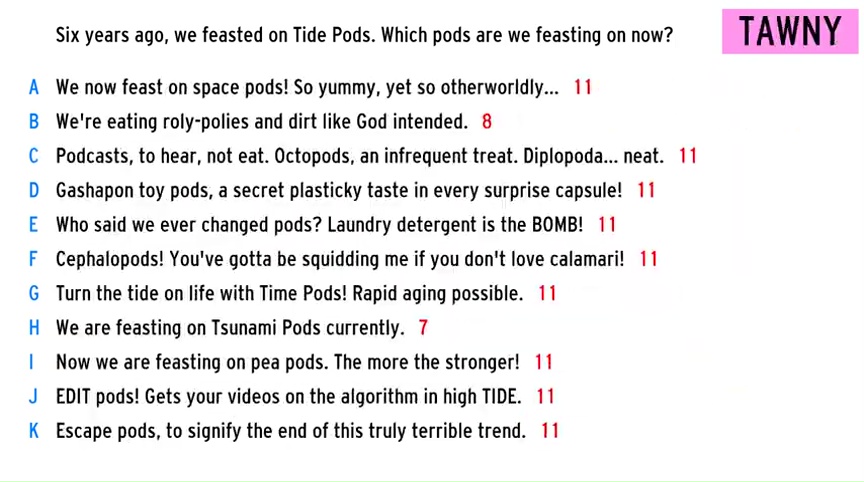 Six years ago, we feasted on Tide Pods. Which pods are we feasting on now?
TAWNY
A We now feast on space pods! So yummy, yet so otherworldly... 11
B We're eating roly-polies and dirt like God intended. 8
C Podcasts, to hear, not eat. Octopods, an infrequent treat. Diplopoda... neat. 11
D Gashapon toy pods, a secret plasticky taste in every surprise capsule! 11
E Who said we ever changed pods? Laundry detergent is the BOMB! 11
F Cephalopods! You've gotta be squidding me if you don't love calamari! 11
G Turn the tide on life with Time Pods! Rapid aging possible. 11
H We are feasting on Tsunami Pods currently. 7
I Now we are feasting on pea pods. The more the stronger! 11
J EDIT pods! Gets your videos on the algorithm in high TIDE. 11
K Escape pods, to signify the end of this truly terrible trend. 11